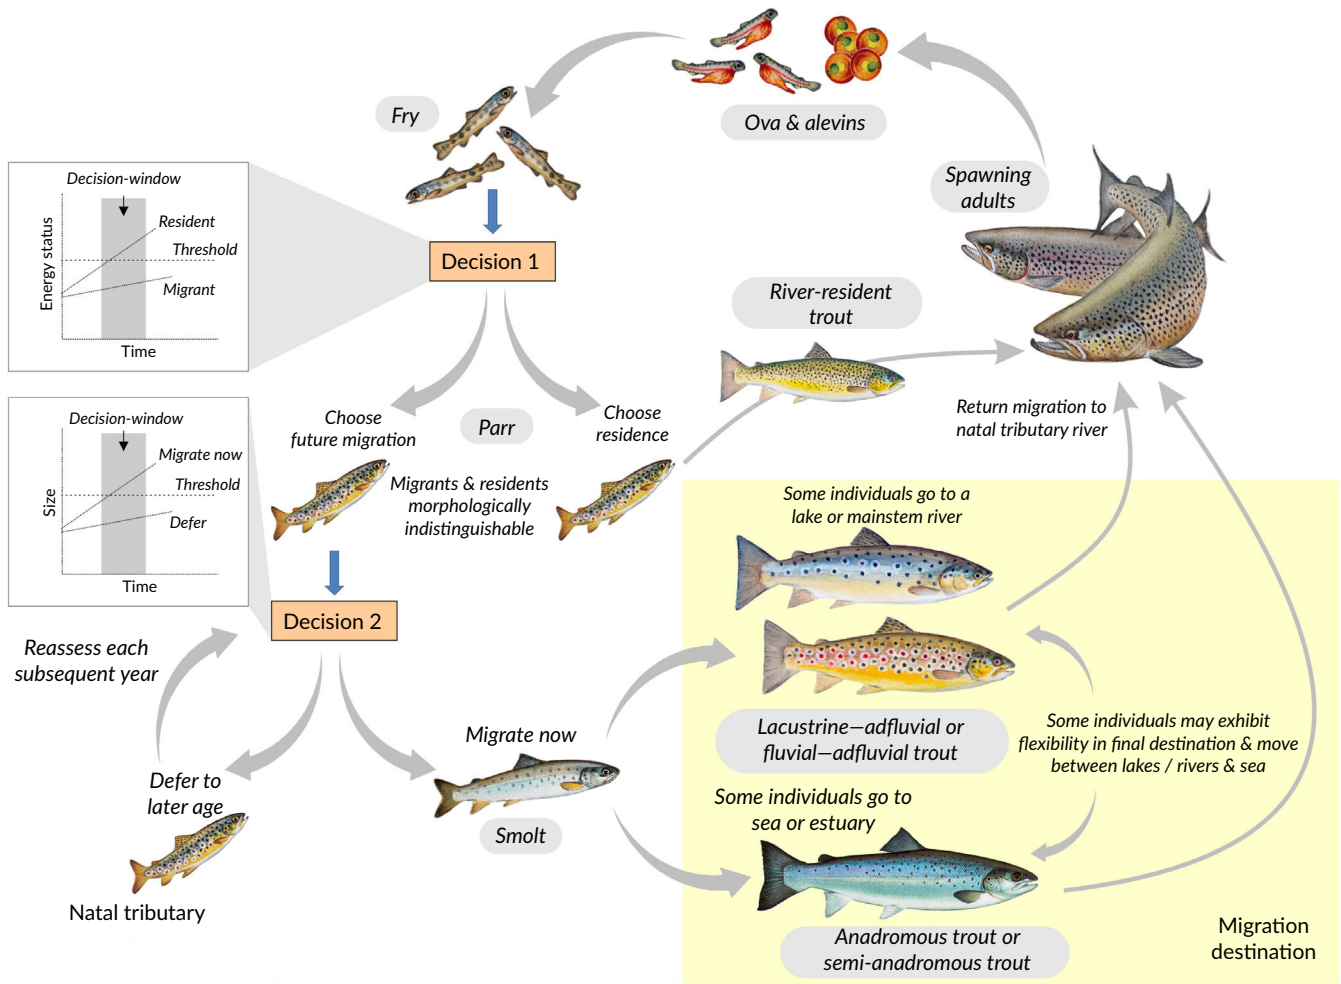 Ova & alevins
Fry
Spawning
adults
Decision-window
Resident
Threshold
Migrant
Energy status
Time
Decision 1
River-resident
trout
Choose
future migration
Parr
Choose
residence
Migrants & residents
morphologically
indistinguishable
Return migration to
natal tributary river
Decision-window
Migrate now
Threshold
Defer
Size
Time
Decision 2
Some individuals go to a
lake or mainstem river
Reassess each
subsequent year
Migrate now
Smolt
Lacustrine—adfluvial or
fluvial—adfluvial trout
Some individuals may exhibit
flexibility in final destination & move
between lakes / rivers & sea
Defer to
later age
Natal tributary
Some individuals go to
sea or estuary
Anadromous trout or
semi-anadromous trout
Migration
destination